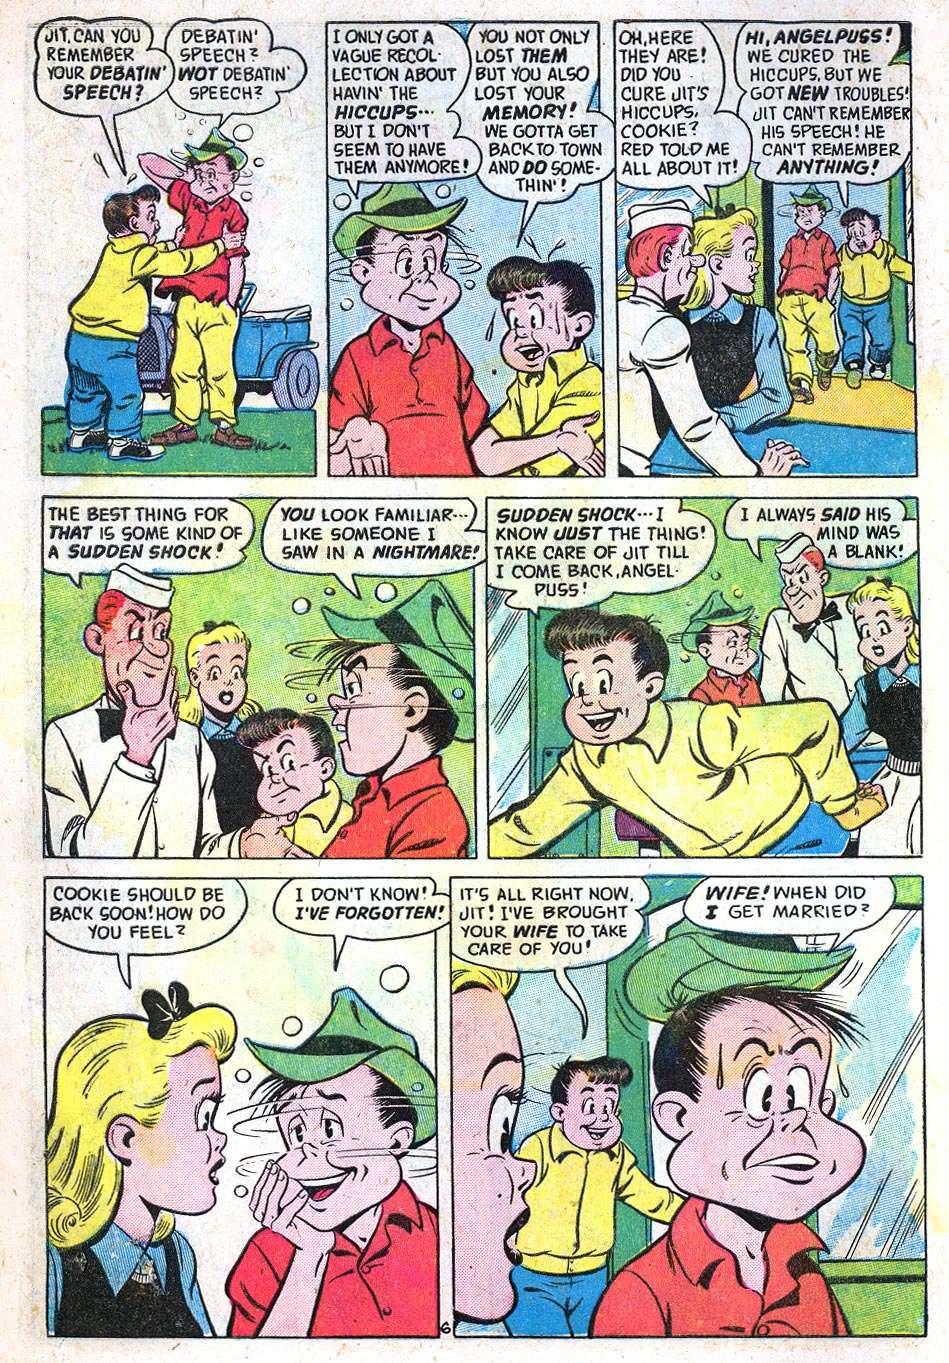 JIT, CAN YOU
REMEMBER
YOUR DEBATIN'
SPEECH?
DEBATIN'
SPEECH?
WOT DEBATIN'
SPEECH?
I ONLY GOT A
VAGUE RECOL-
LECTION ABOUT
HAVIN' THE
HICCUPS...
BUT I DON'T
SEEM TO HAVE
THEM ANYMORE!
YOU NOT ONLY
LOST THEM
BUT YOU ALSO
LOST YOUR
MEMORY!
WE GOTTA GET
BACK TO TOWN
AND DO SOME-
THIN'!
OH, HERE
THEY ARE!
DID YOU
CURE JIT'S
HICCUPS,
COOKIE?
RED TOLD ME
ALL ABOUT IT!
HI, ANGELPUSS!
WE CURED THE
HICCUPS, BUT WE
GOT NEW TROUBLES!
JIT CAN'T REMEMBER
HIS SPEECH! HE
CAN'T REMEMBER
ANYTHING!
THE BEST THING FOR
THAT IS SOME KIND OF
A SUDDEN SHOCK!
YOU LOOK FAMILIAR...
LIKE SOMEONE I
SAW IN A NIGHTMARE!
SUDDEN SHOCK... I
KNOW JUST THE THING!
TAKE CARE OF JIT TILL
I COME BACK, ANGEL-
PUSS!
I ALWAYS SAID HIS
MIND WAS
A BLANK!
COOKIE SHOULD BE
BACK SOON! HOW DO
YOU FEEL?
I DON'T KNOW!
I'VE FORGOTTEN!
IT'S ALL RIGHT NOW,
JIT! I'VE BROUGHT
YOUR WIFE TO TAKE
CARE OF YOU!
WIFE! WHEN DID
I GET MARRIED?
6